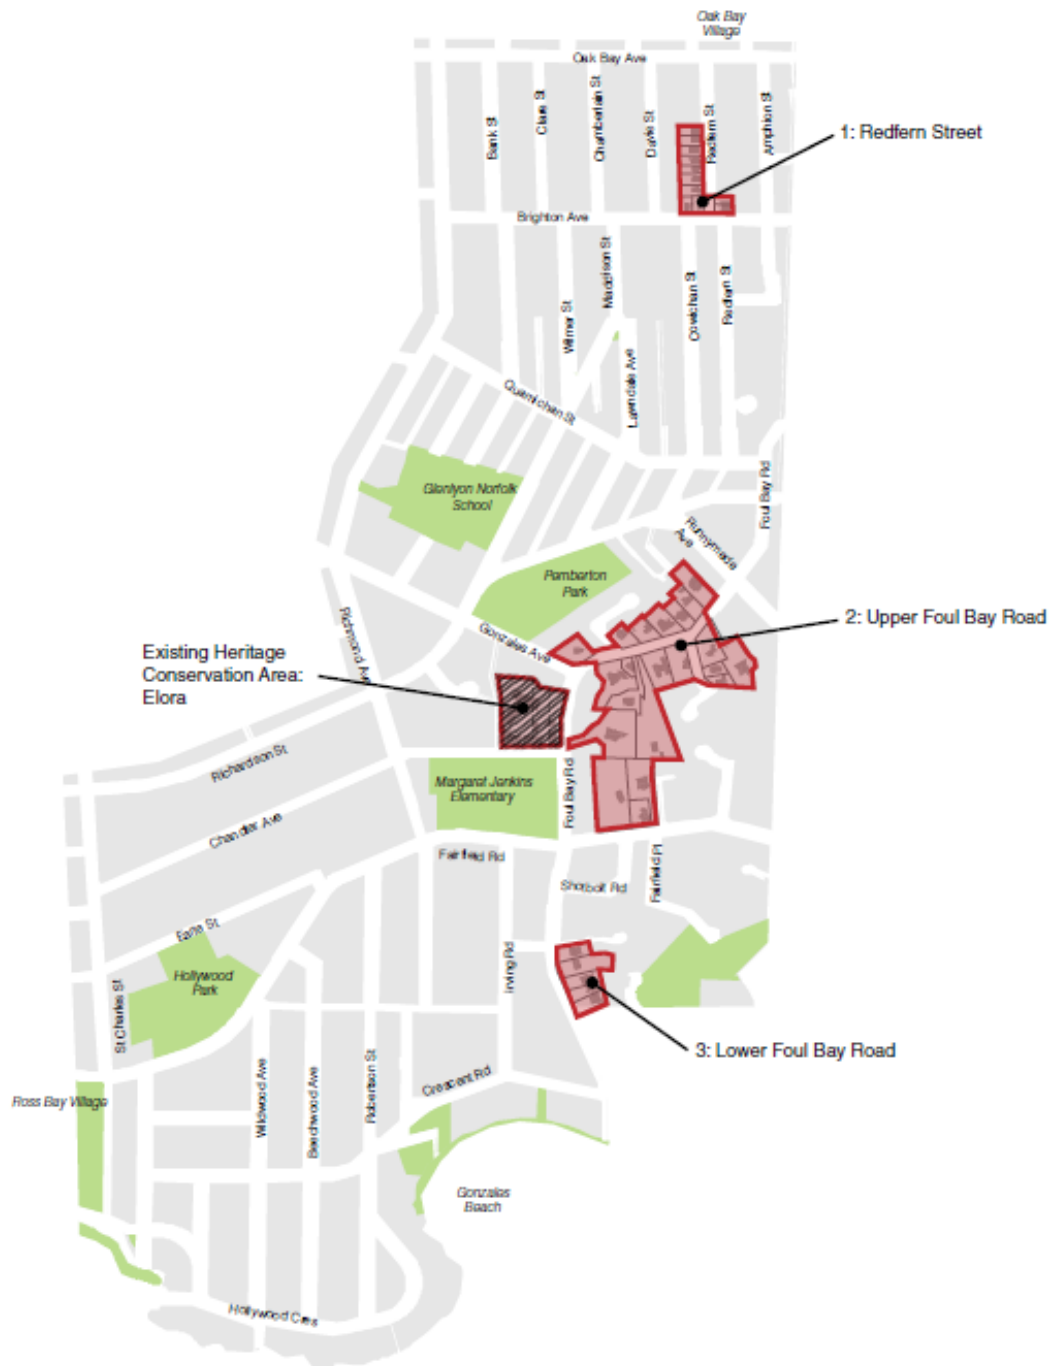 Oak Bay
Village
Oak Bay Ave
Bank St
Clare St
Chamberlain St
Davie St
Redfern St
Amphion St
1: Redfern Street
Brighton Ave
Maddison St
Wilmer St
Lawndale Ave
Cowichan St
Redfern St
Quamichan St
Foul Bay Rd
Glenlyon Norfolk
School
Runnymede
Ave
Pemberton
Park
2: Upper Foul Bay Road
Gonzales Ave
Richmond Ave
Existing Heritage
Conservation Area:
Elora
Richardson St
Margaret Jenkins
Elementary
Foul Bay Rd
Chandler Ave
Fairfield Rd
Fairfield Pl
Shotbolt Rd
Earle St
Irving Rd
Hollywood
Park
St Charles St
3: Lower Foul Bay Road
Crescent Rd
Robertson St
Beechwood Ave
Wildwood Ave
Ross Bay Village
Gonzales
Beach
Hollywood Cres